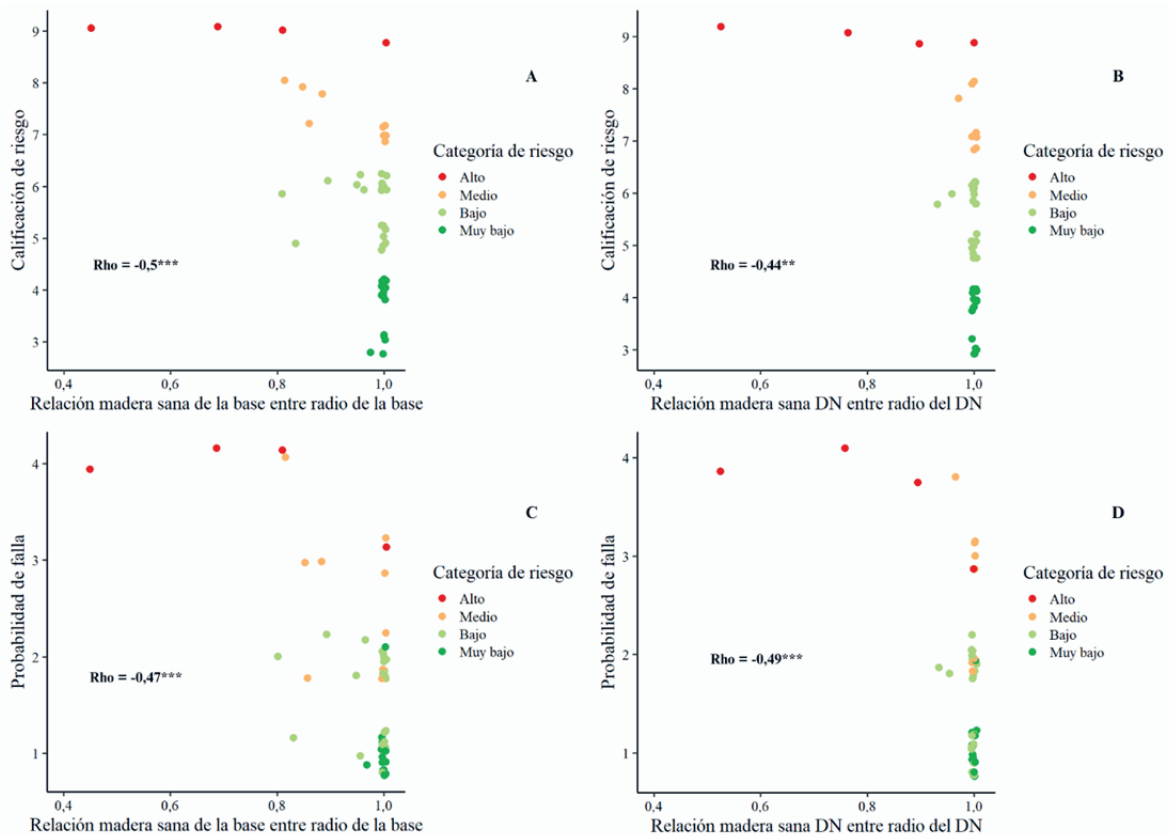 9
8
7
6
5
4
3
Calificación de riesgo
A
Categoría de riesgo
Alto
Medio
Bajo
Muy bajo
Rho = -0,5***
0,4 0,6 0,8 1,0
Relación madera sana de la base entre radio de la base
9
8
7
6
5
4
3
Calificación de riesgo
B
Categoría de riesgo
Alto
Medio
Bajo
Muy bajo
Rho = -0,44**
0,4 0,6 0,8 1,0
Relación madera sana DN entre radio del DN
4
3
2
1
Probabilidad de falla
C
Categoría de riesgo
Alto
Medio
Bajo
Muy bajo
Rho = -0,47***
0,4 0,6 0,8 1,0
Relación madera sana de la base entre radio de la base
4
3
2
1
Probabilidad de falla
D
Categoría de riesgo
Alto
Medio
Bajo
Muy bajo
Rho = -0,49***
0,4 0,6 0,8 1,0
Relación madera sana DN entre radio del DN